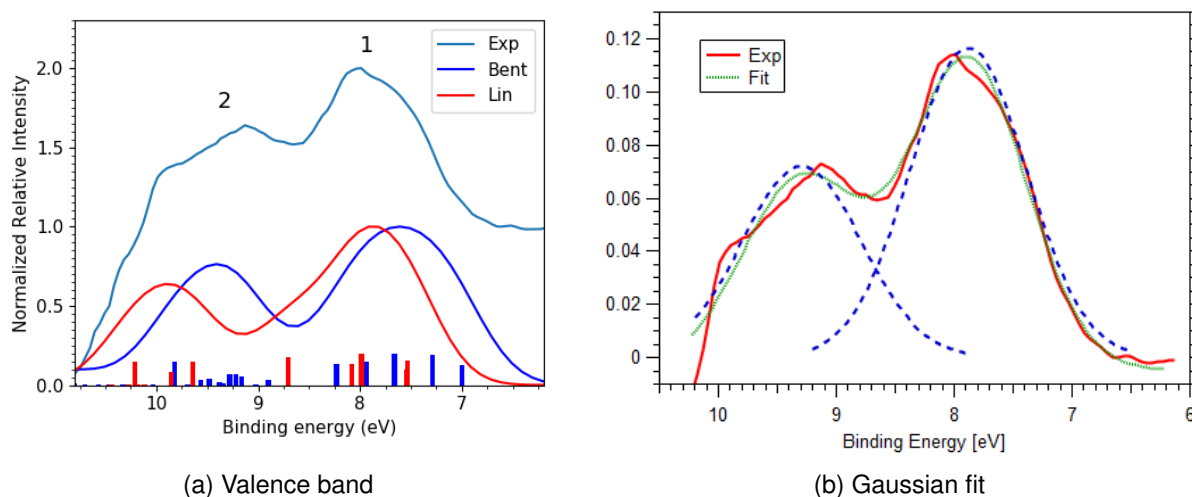 1
2
Exp
Bent
Lin
2.0
1.5
1.0
0.5
0.0
Normalized Relative Intensity
10 9 8 7
Binding energy (eV)
(a) Valence band
Exp
Fit
0.12
0.10
0.08
0.06
0.04
0.02
0
10 9 8 7 6
Binding Energy [eV]
(b) Gaussian fit